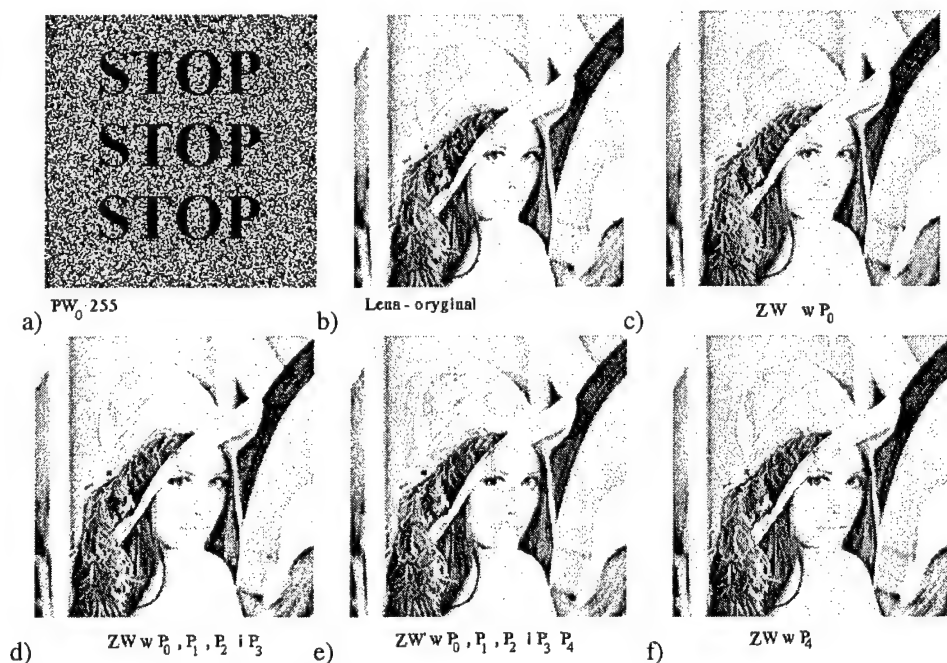 STOP
STOP
STOP
a) PW₀ 255
b) Lena - oryginal
c) ZW w P₀
d) ZW w P₀ , P₁ , P₂ i P₃
e) ZW w P₀ , P₁ , P₂ i P₃ P₄
f) ZW w P₄